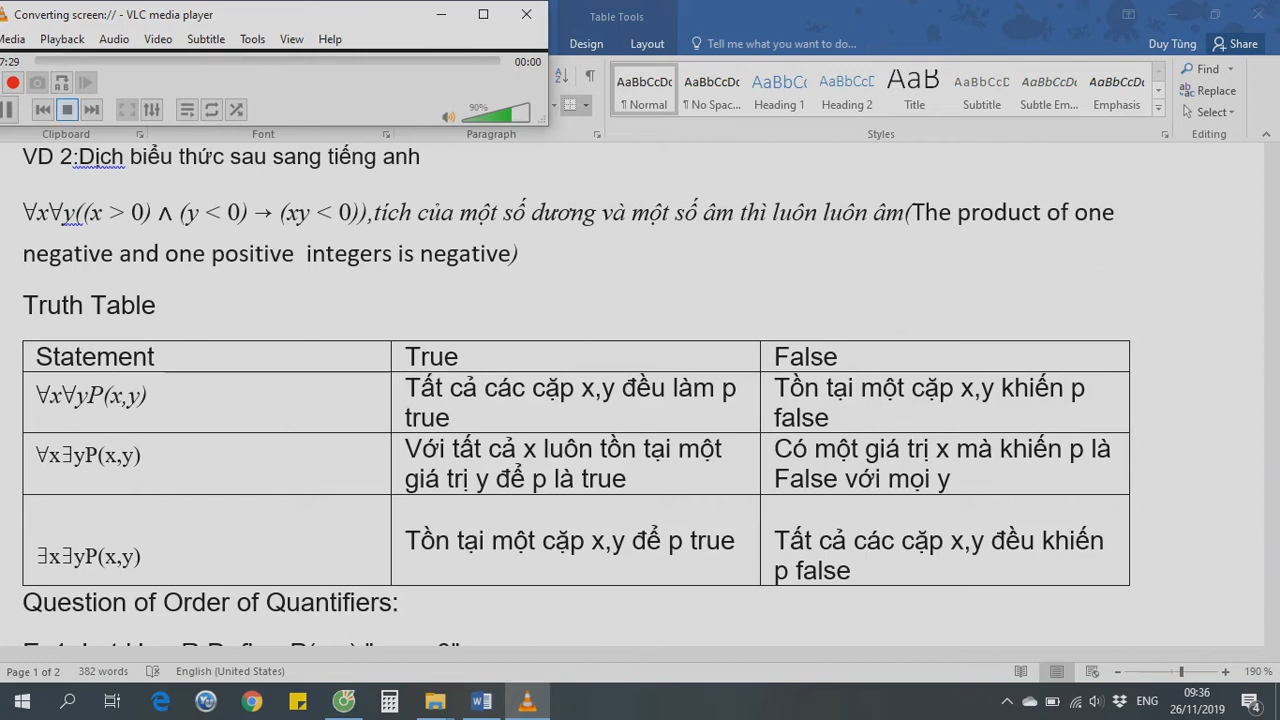 Converting screen:// - VLC media player
Table Tools
Media Playback Audio Video Subtitle Tools View Help
Design Layout Tell me what you want to do... Duy Tùng Share
7:29 00:00
AaBbCcDc AaBbCcDc AaBbCc AaBbCcD AaB AaBbCcD AaBbCcDc AaBbCcDc
¶ Normal ¶ No Spac... Heading 1 Heading 2 Title Subtitle Subtle Em... Emphasis
Find
Replace
Select
90%
Clipboard Font Paragraph Styles Editing
VD 2:Dịch biểu thức sau sang tiếng anh
∀x∀y((x > 0) ∧ (y < 0) → (xy < 0)),tích của một số dương và một số âm thì luôn luôn âm(The product of one
negative and one positive integers is negative)
Truth Table
Statement True False
∀x∀yP(x,y) Tất cả các cặp x,y đều làm p Tồn tại một cặp x,y khiến p
true false
∀x∃yP(x,y) Với tất cả x luôn tồn tại một Có một giá trị x mà khiến p là
giá trị y để p là true False với mọi y
∃x∃yP(x,y) Tồn tại một cặp x,y để p true Tất cả các cặp x,y đều khiến
p false
Question of Order of Quantifiers:
Page 1 of 2 382 words English (United States) 190 %
ENG 09:36
26/11/2019 4